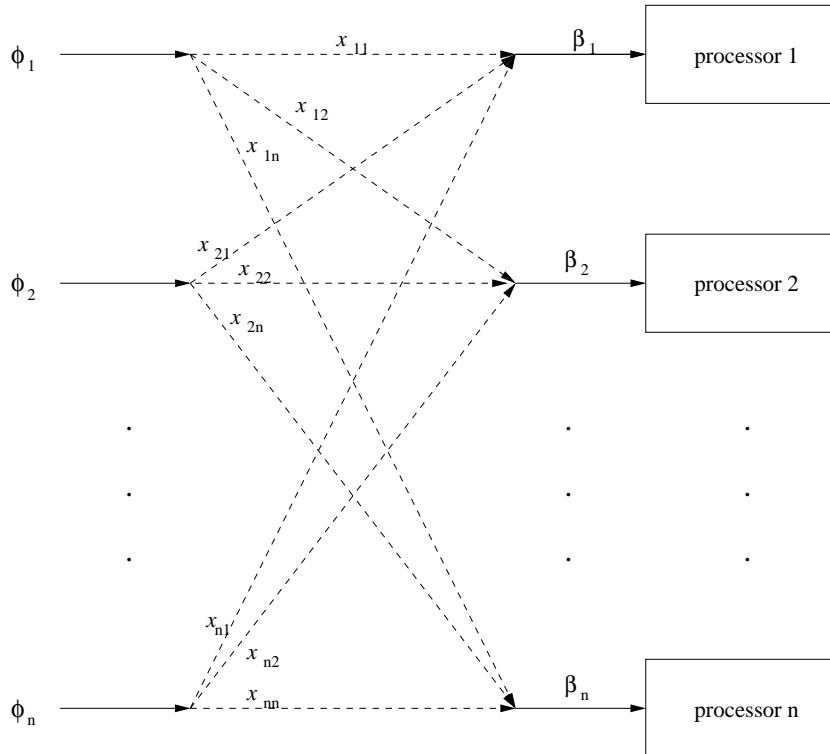 ϕ₁ x₁₁ β₁ processor 1
x₁₂
x₁ₙ
x₂₁
ϕ₂ x₂₂ β₂ processor 2
x₂ₙ
xₙ₁
xₙ₂
ϕₙ xₙₙ βₙ processor n